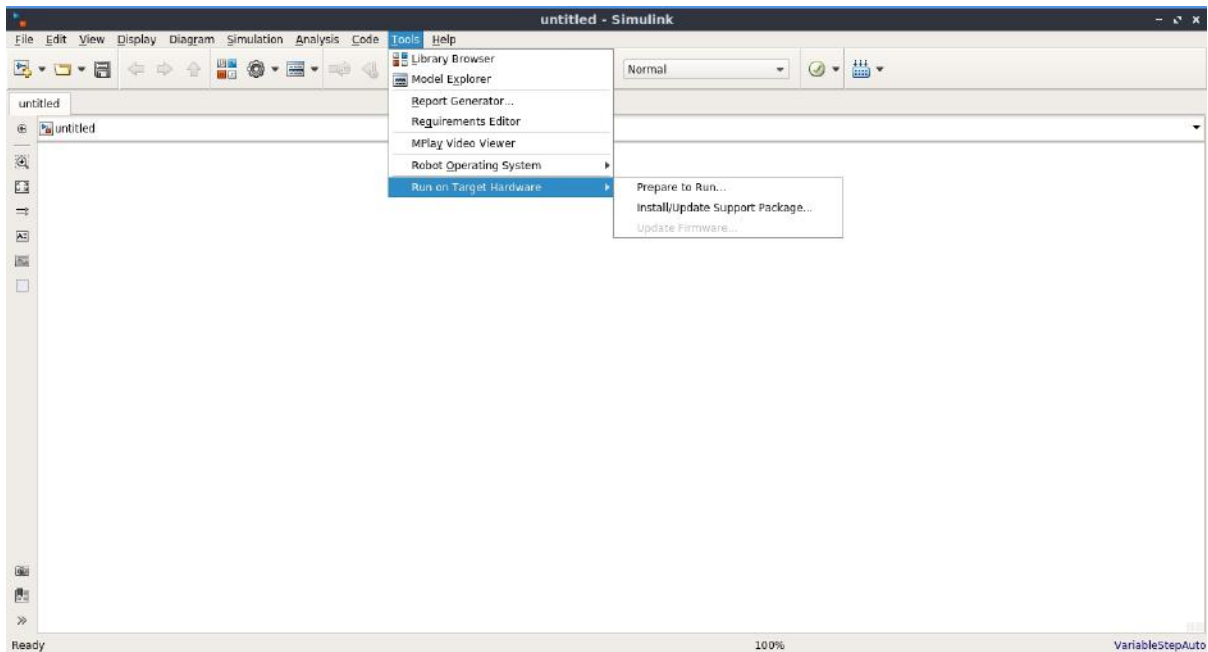 untitled - Simulink
File Edit View Display Diagram Simulation Analysis Code Tools Help
Library Browser
Normal
Model Explorer
untitled
Report Generator...
untitled
Requirements Editor
MPlay Video Viewer
Robot Operating System
Run on Target Hardware
Prepare to Run...
Install/Update Support Package...
Update Firmware...
Ready
100%
VariableStepAuto